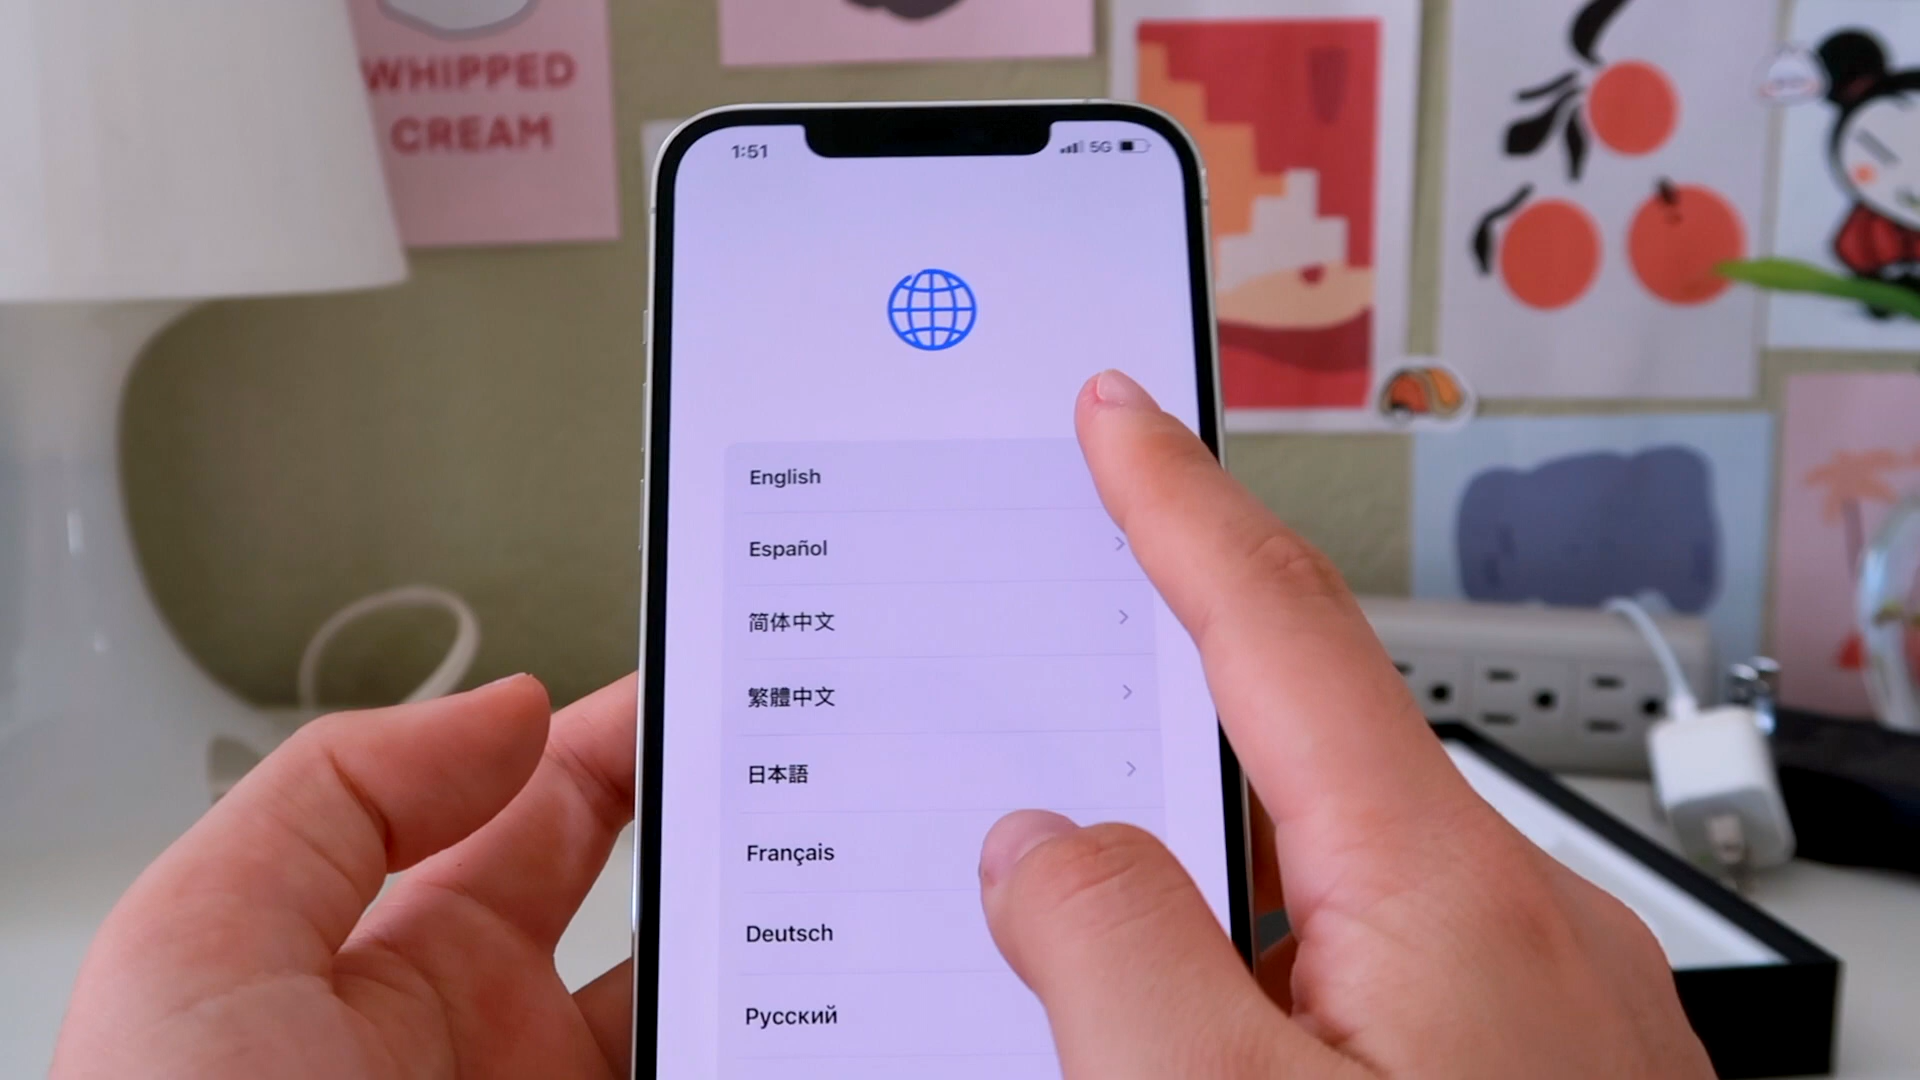 WHIPPED
CREAM
1:51
5G
English
Español
简体中文
繁體中文
日本語
Français
Deutsch
Русский